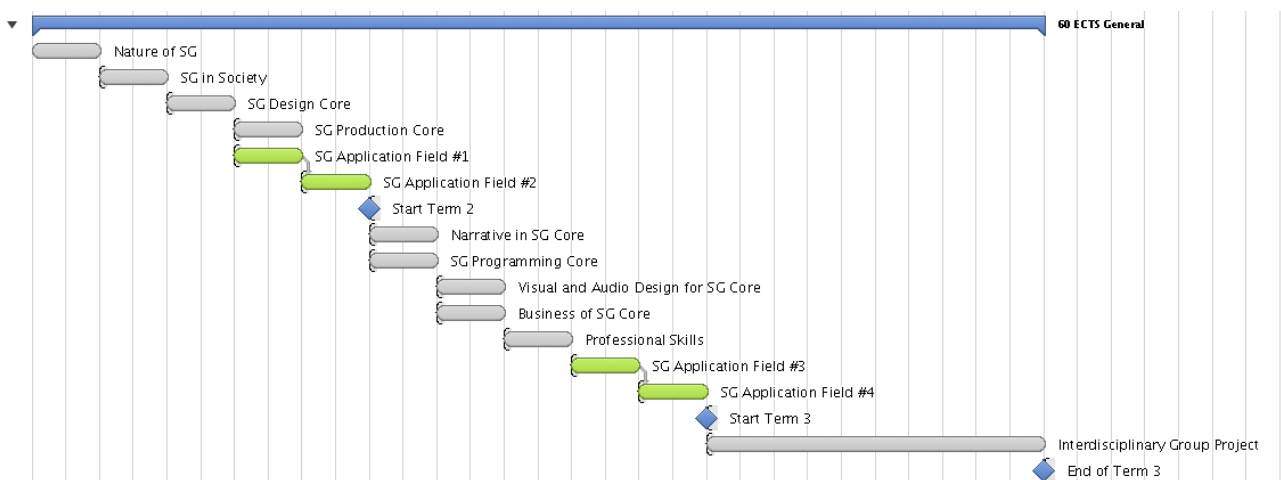 60 ECTS General
Nature of SG
SG in Society
SG Design Core
SG Production Core
SG Application Field #1
SG Application Field #2
Start Term 2
Narrative in SG Core
SG Programming Core
Visual and Audio Design for SG Core
Business of SG Core
Professional Skills
SG Application Field #3
SG Application Field #4
Start Term 3
Interdisciplinary Group Project
End of Term 3